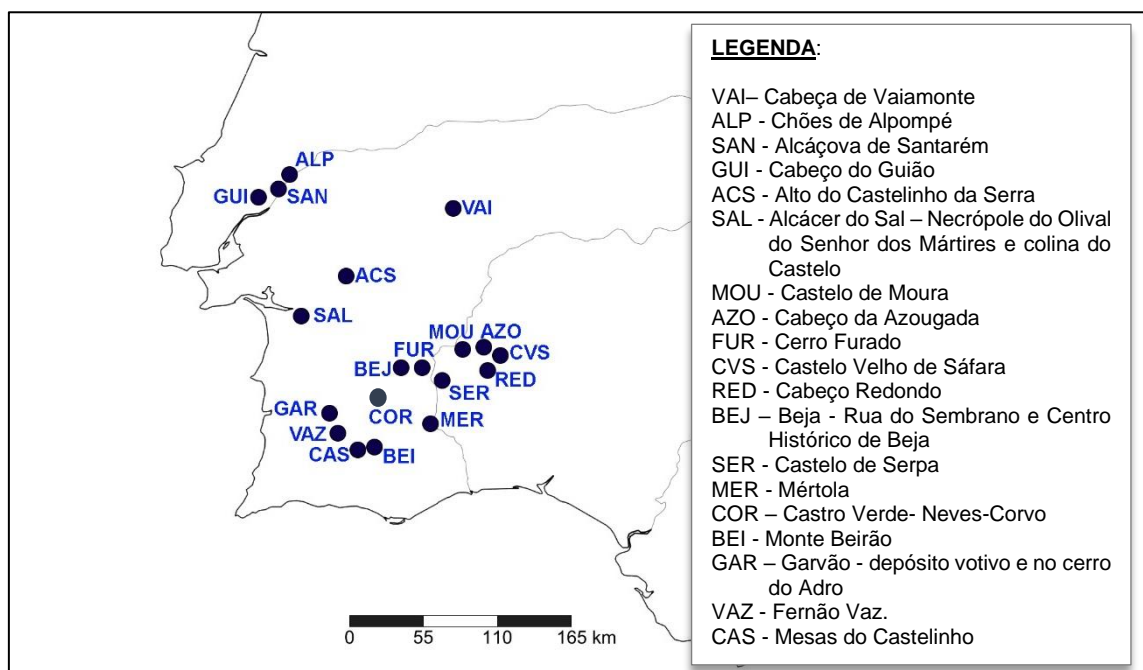 ALP
GUI
SAN
VAI
ACS
SAL
MOU AZO
FUR
CVS
BEJ
RED
SER
GAR
COR
MER
VAZ
CAS
BEI
0 55 110 165 km
LEGENDA:
VAI– Cabeça de Vaiamonte
ALP - Chões de Alpompé
SAN - Alcáçova de Santarém
GUI - Cabeço do Guião
ACS - Alto do Castelinho da Serra
SAL - Alcácer do Sal – Necrópole do Olival
do Senhor dos Mártires e colina do
Castelo
MOU - Castelo de Moura
AZO - Cabeço da Azougada
FUR - Cerro Furado
CVS - Castelo Velho de Sáfara
RED - Cabeço Redondo
BEJ – Beja - Rua do Sembrano e Centro
Histórico de Beja
SER - Castelo de Serpa
MER - Mértola
COR – Castro Verde- Neves-Corvo
BEI - Monte Beirão
GAR – Garvão - depósito votivo e no cerro
do Adro
VAZ - Fernão Vaz.
CAS - Mesas do Castelinho